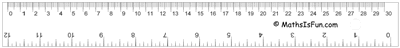 0 1 2 3 4 5 6 7 8 9 10 11 12 13 14 15 16 17 18 19 20 21 22 23 24 25 26 27 28 29 30
© MathsIsFun.com
12 11 10 9 8 7 6 5 4 3 2 1 0